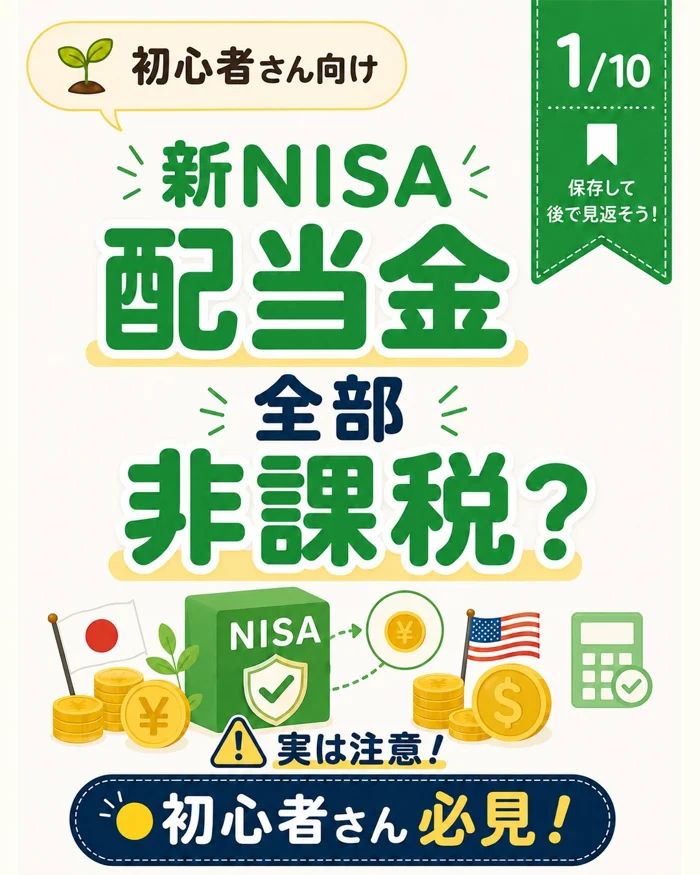 初心者さん向け
1/10
保存して
後で見返そう!
新NISA
配当金
全部
非課税?
NISA
¥
¥
$
実は注意!
初心者さん必見!